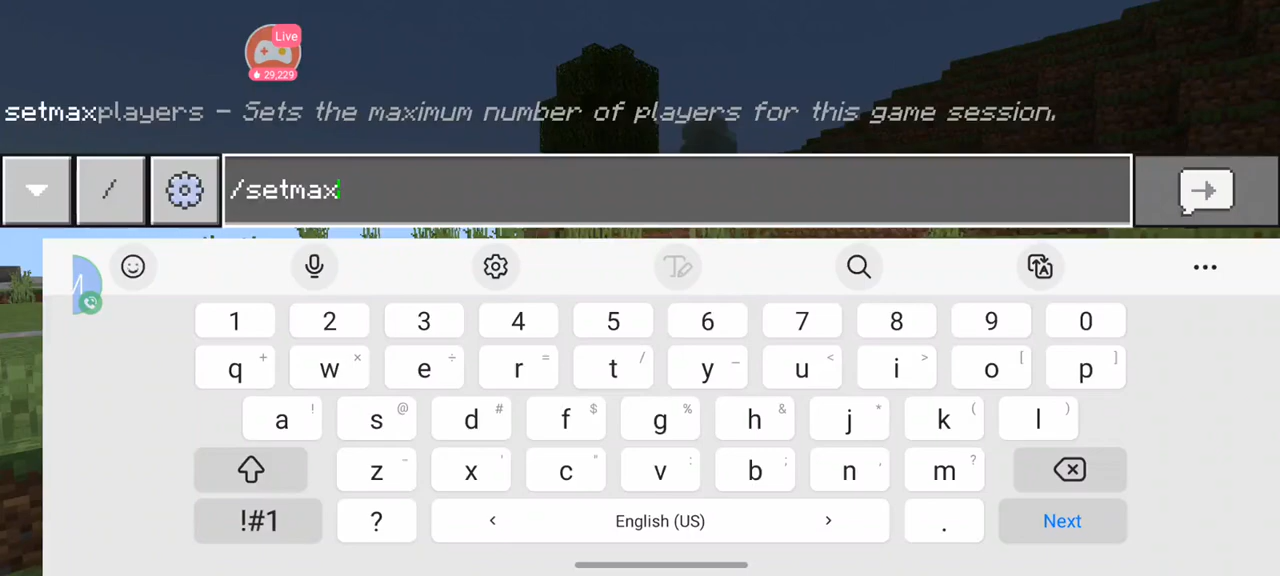 Live
29,229
setmaxplayers – Sets the maximum number of players for this game session.
/
/setmax
M
1 2 3 4 5 6 7 8 9 0
q + w × e ÷ r = t / y _ u < i > o [ p ]
a ! s @ d # f $ g % h & j * k ( l )
z - x ' c " v : b ; n , m ?
!#1 ? < English (US) > . Next